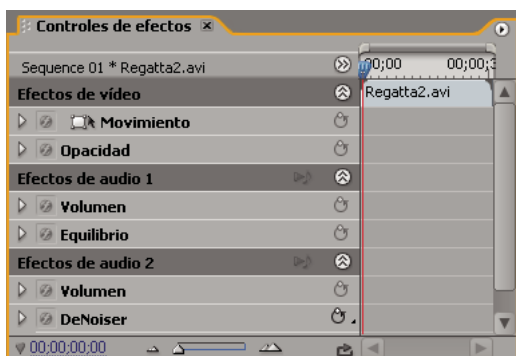 Controles de efectos
Sequence 01 * Regatta2.avi
00;00 00;00;3
Efectos de vídeo
Regatta2.avi
Movimiento
Opacidad
Efectos de audio 1
Volumen
Equilibrio
Efectos de audio 2
Volumen
DeNoiser
00;00;00;00